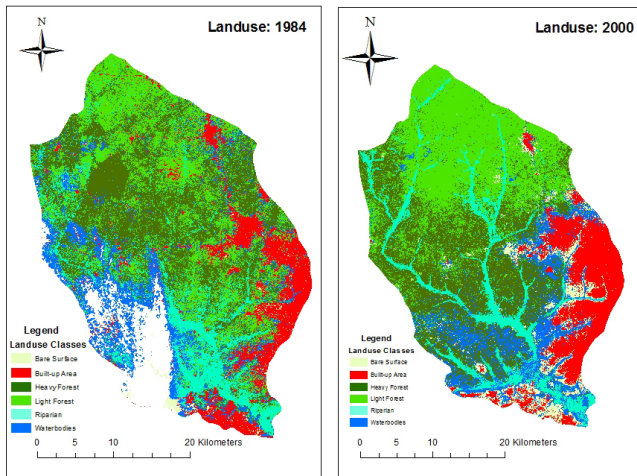 Landuse: 1984
N
Legend
Landuse Classes
Bare Surface
Built-up Area
Heavy Forest
Light Forest
Riparian
Waterbodies
0 5 10 20 Kilometers
Landuse: 2000
N
Legend
Landuse Classes
Bare Surface
Built-up Area
Heavy Forest
Light Forest
Riparian
Waterbodies
0 5 10 20 Kilometers